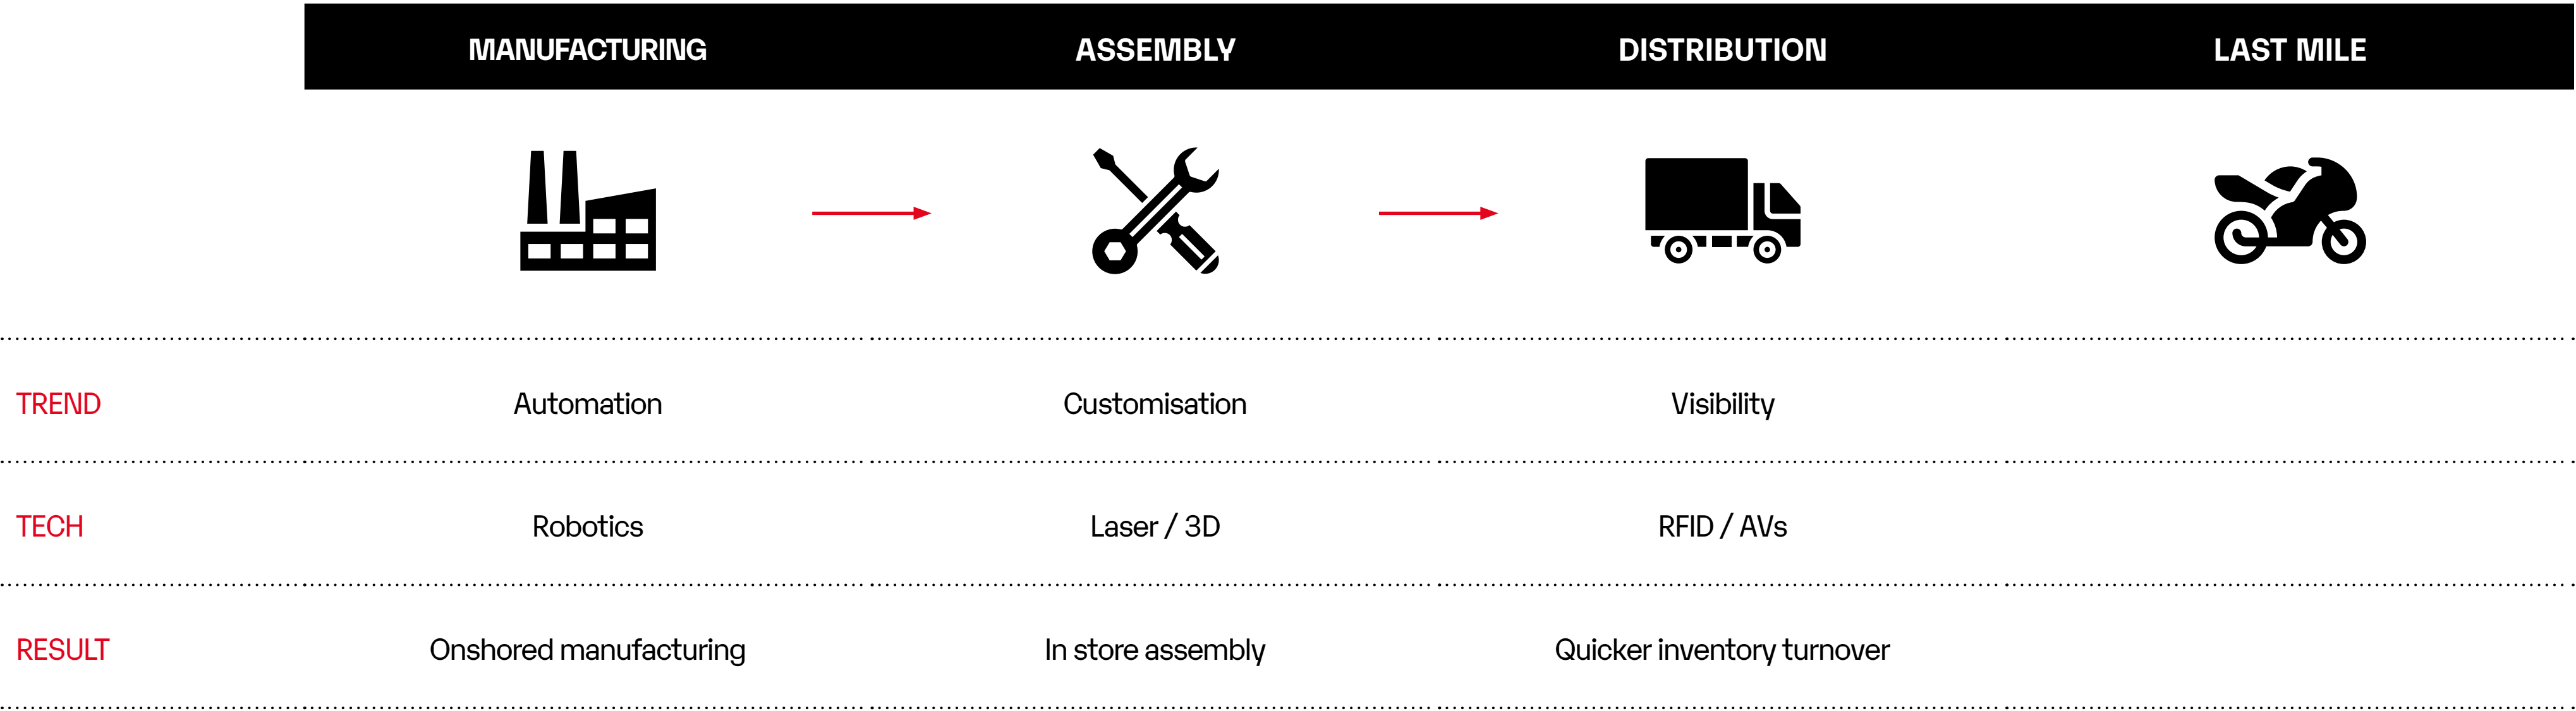 MANUFACTURING ASSEMBLY DISTRIBUTION LAST MILE
TREND Automation Customisation Visibility
TECH Robotics Laser / 3D RFID / AVs
RESULT Onshored manufacturing In store assembly Quicker inventory turnover